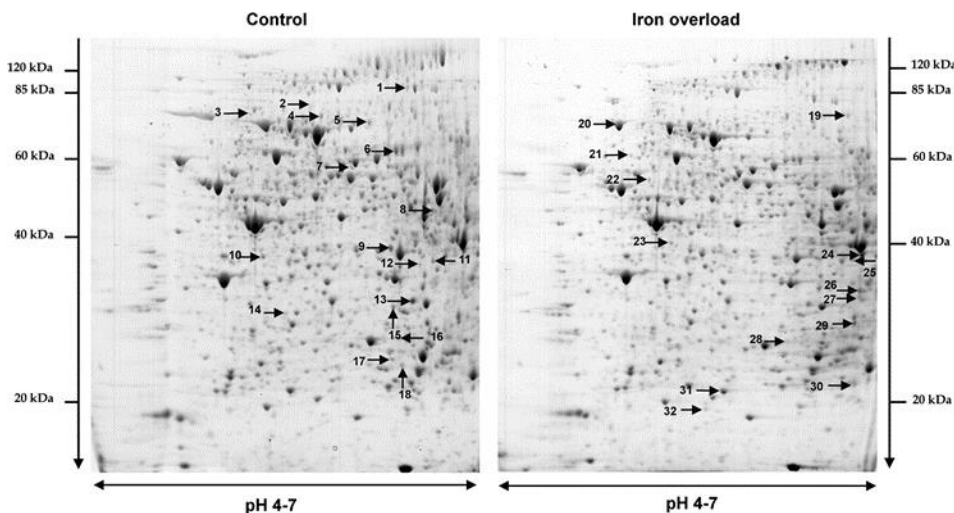 Control
Iron overload
120 kDa
85 kDa
60 kDa
40 kDa
20 kDa
1
2
3
4
5
6
7
8
9
10
11
12
13
14
15
16
17
18
pH 4-7
19
20
21
22
23
24
25
26
27
28
29
30
31
32
120 kDa
85 kDa
60 kDa
40 kDa
20 kDa
pH 4-7